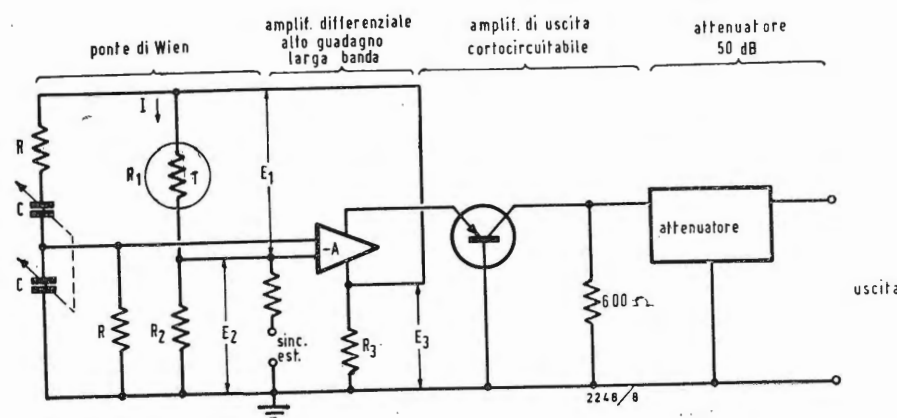 ponte di Wien
amplif. differenziale
alto guadagno
larga banda
amplif. di uscita
cortocircuitabile
attenuatore
50 dB
I
R
R1
T
E1
C
-A
attenuatore
C
R
R2
E2
sinc.
est.
R3
E3
600 Ω
uscita
2248/8